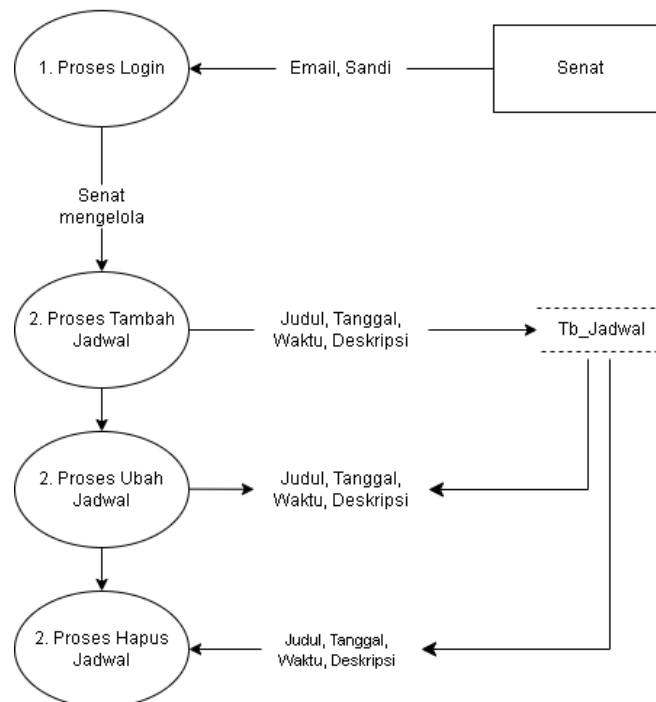 1. Proses Login
Email, Sandi
Senat
Senat
mengelola
2. Proses Tambah
Jadwal
Judul, Tanggal,
Waktu, Deskripsi
Tb_Jadwal
2. Proses Ubah
Jadwal
Judul, Tanggal,
Waktu, Deskripsi
2. Proses Hapus
Jadwal
Judul, Tanggal,
Waktu, Deskripsi